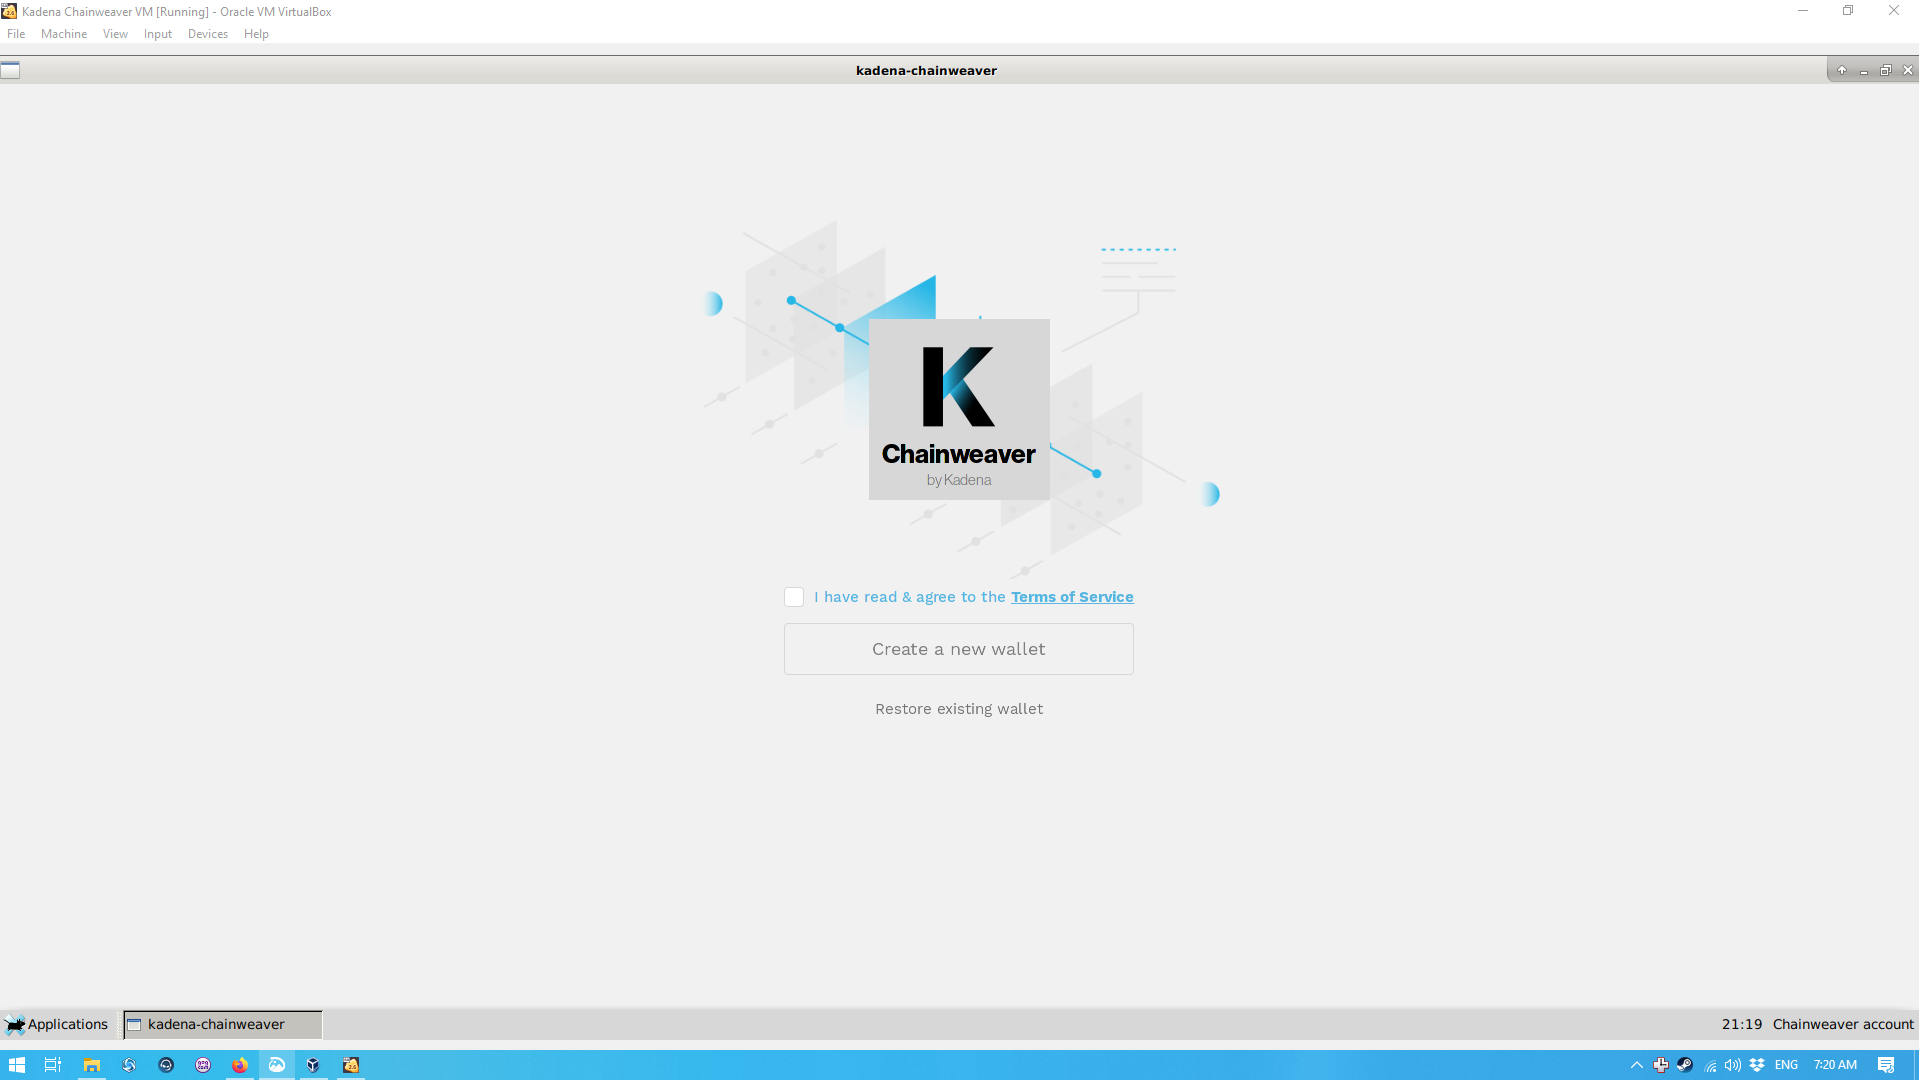 Kadena Chainweaver VM [Running] - Oracle VM VirtualBox
File Machine View Input Devices Help
kadena-chainweaver
K
Chainweaver
by Kadena
I have read & agree to the Terms of Service
Create a new wallet
Restore existing wallet
Applications kadena-chainweaver 21:19 Chainweaver account
ENG 7:20 AM